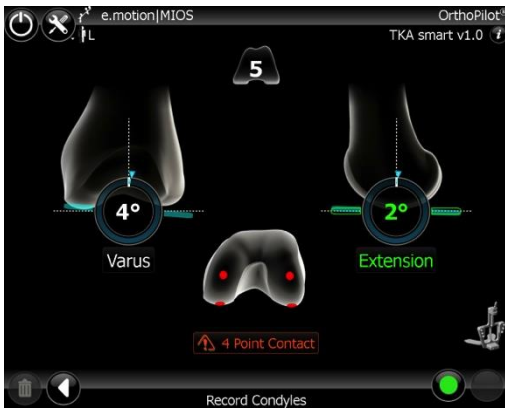 e.motion|MIOS
OrthoPilot®
L
TKA smart v1.0
i
5
4°
2°
Varus
Extension
4 Point Contact
Record Condyles